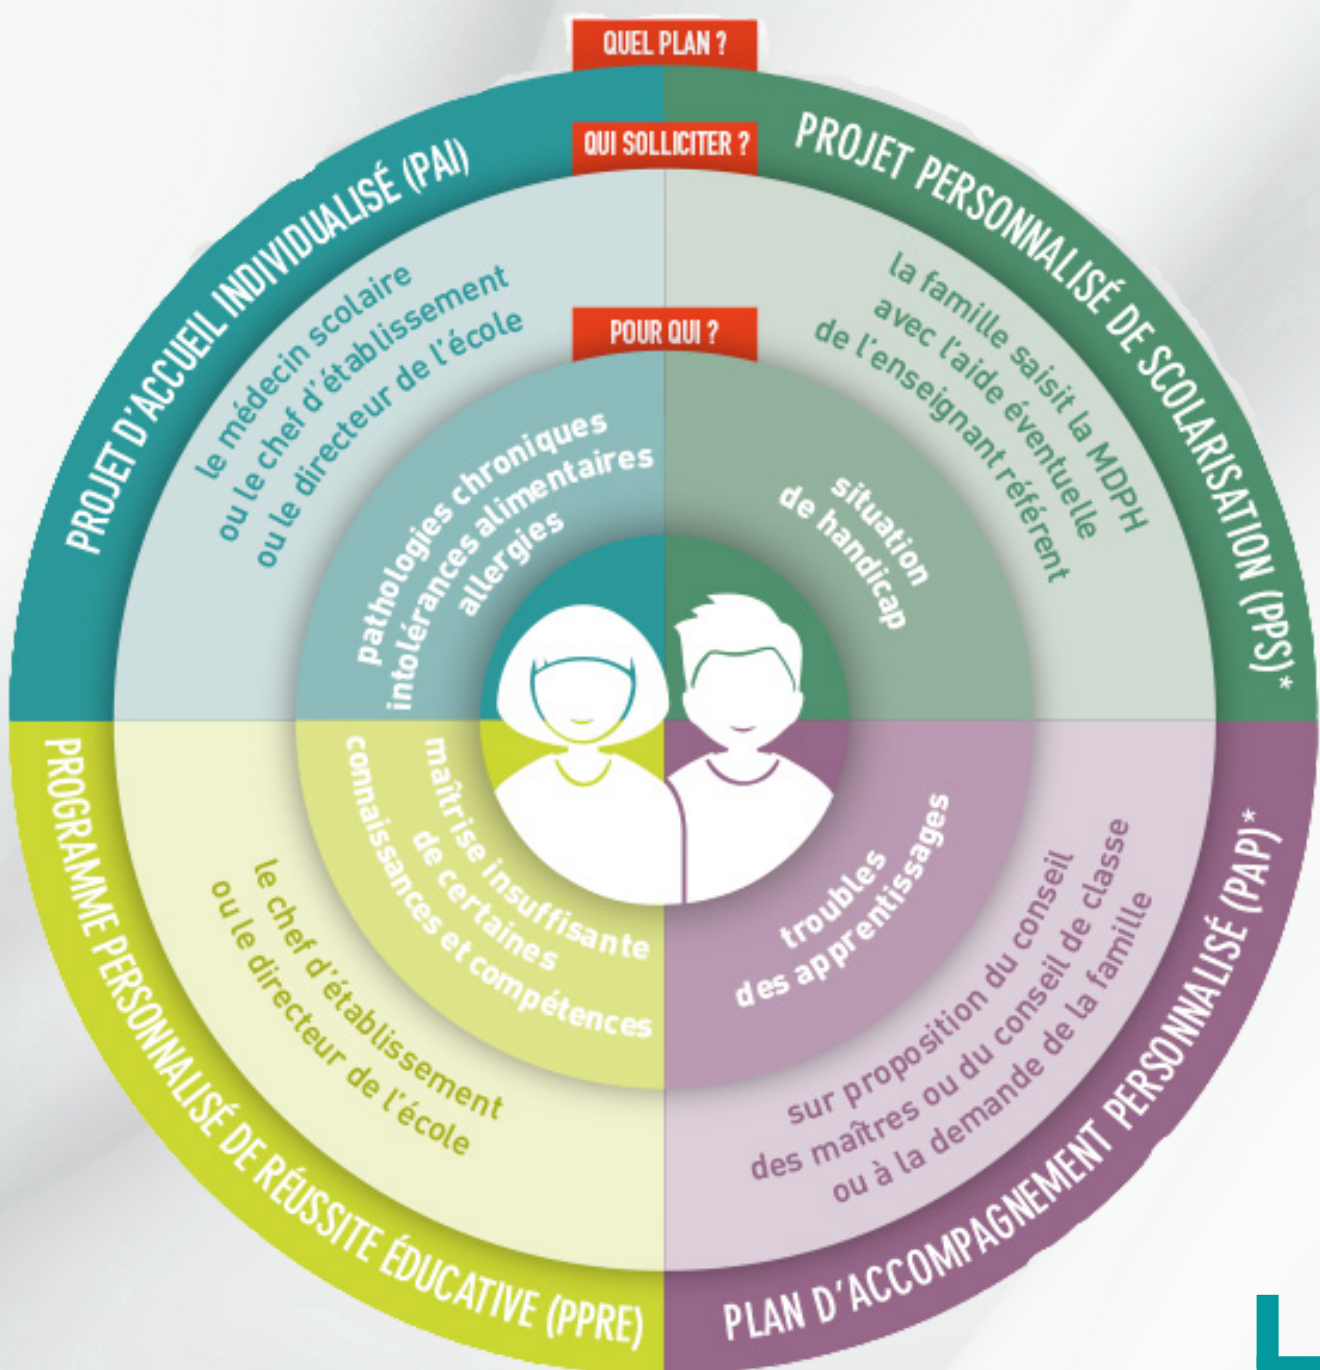 QUEL PLAN ?
QUI SOLLICITER ?
POUR QUI ?
PROJET D'ACCUEIL INDIVIDUALISÉ (PAI)
le médecin scolaire
ou le chef d'établissement
ou le directeur de l'école
pathologies chroniques
intolérances alimentaires
allergies
PROJET PERSONNALISÉ DE SCOLARISATION (PPS)*
la famille saisit la MDPH
avec l'aide éventuelle
de l'enseignant référent
situation
de handicap
PROGRAMME PERSONNALISÉ DE RÉUSSITE ÉDUCATIVE (PPRE)
le chef d'établissement
ou le directeur de l'école
maîtrise insuffisante
de certaines
connaissances et compétences
PLAN D'ACCOMPAGNEMENT PERSONNALISÉ (PAP)*
sur proposition du conseil
des maîtres ou du conseil de classe
ou à la demande de la famille
troubles
des apprentissages